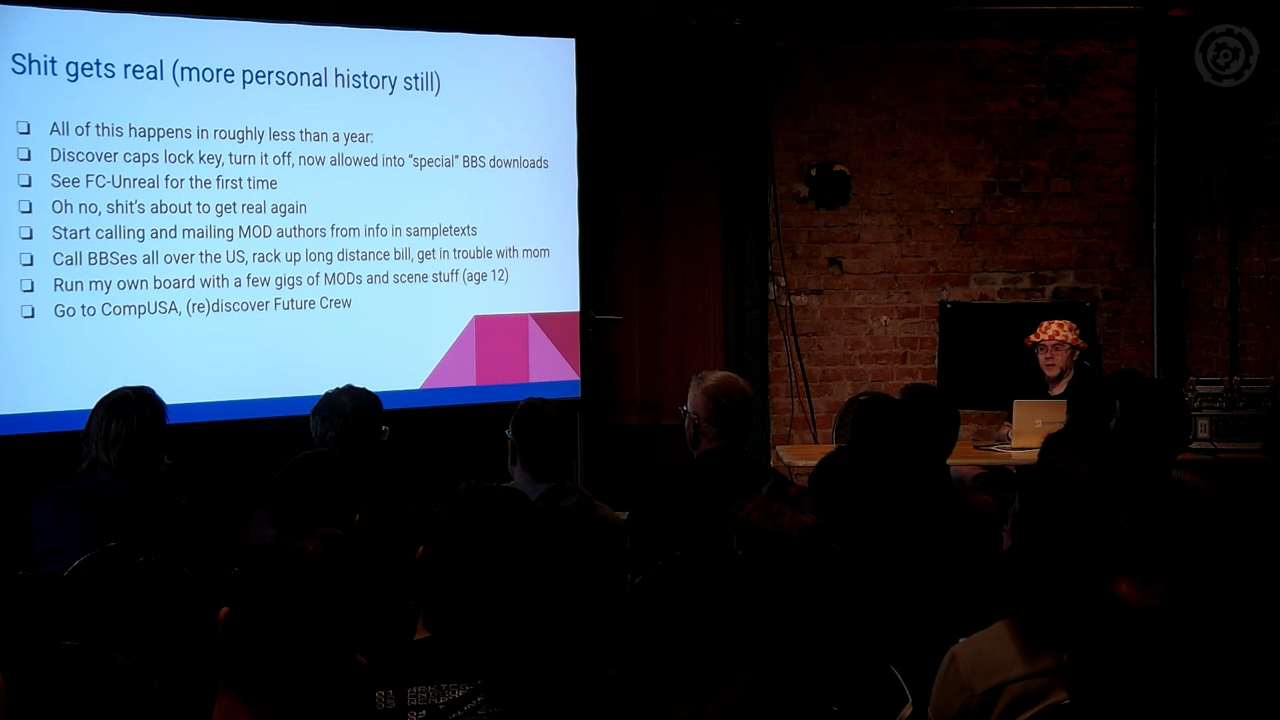 Shit gets real (more personal history still)
❏ All of this happens in roughly less than a year:
❏ Discover caps lock key, turn it off, now allowed into “special” BBS downloads
❏ See FC-Unreal for the first time
❏ Oh no, shit’s about to get real again
❏ Start calling and mailing MOD authors from info in sampletexts
❏ Call BBSes all over the US, rack up long distance bill, get in trouble with mom
❏ Run my own board with a few gigs of MODs and scene stuff (age 12)
❏ Go to CompUSA, (re)discover Future Crew